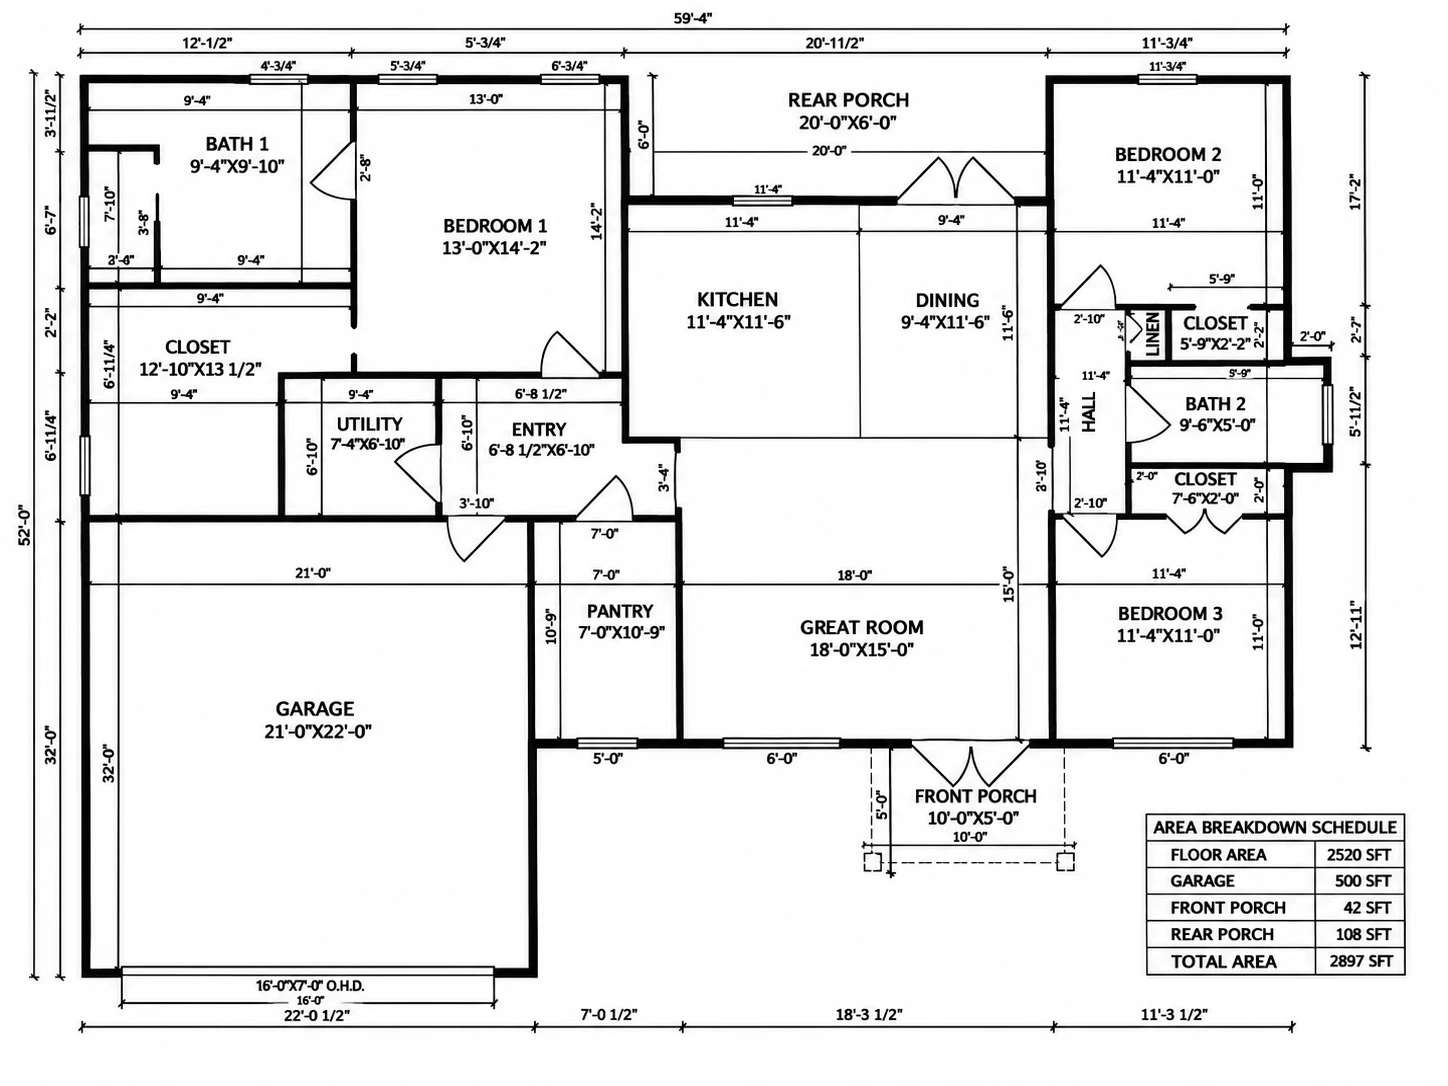 59'-4"
12'-1/2"
5'-3/4"
20'-11/2"
11'-3/4"
4'-3/4"
5'-3/4"
6'-3/4"
11'-3/4"
9'-4"
13'-0"
REAR PORCH
20'-0"X6'-0"
6'-0"
20'-0"
3'-11/2"
BATH 1
9'-4"X9'-10"
2'-8"
BEDROOM 2
11'-4"X11'-0"
11'-0"
17'-2"
11'-4"
7'-10"
3'-8"
6'-7"
BEDROOM 1
13'-0"X14'-2"
14'-2"
11'-4"
9'-4"
11'-4"
9'-4"
5'-9"
9'-4"
KITCHEN
11'-4"X11'-6"
DINING
9'-4"X11'-6"
11'-6"
2'-10"
LINEN
CLOSET
5'-9"X2'-2"
2'-2"
2'-0"
2'-7"
2'-2"
CLOSET
12'-10"X13 1/2"
6'-11/4"
9'-4"
9'-4"
6'-8 1/2"
11'-4"
9'-9"
UTILITY
7'-4"X6'-10"
6'-10"
6'-10"
ENTRY
6'-8 1/2"X6'-10"
11'-4"
HALL
BATH 2
9'-6"X5'-0"
5'-11/2"
6'-11/4"
3'-4"
3'-10'
2'-0"
CLOSET
7'-6"X2'-0"
2'-0"
3'-10"
2'-10"
52'-0"
7'-0"
21'-0"
7'-0"
18'-0"
15'-0"
11'-4"
PANTRY
7'-0"X10'-9"
10'-9"
GREAT ROOM
18'-0"X15'-0"
BEDROOM 3
11'-4"X11'-0"
11'-0"
12'-11"
GARAGE
21'-0"X22'-0"
32'-0"
32'-0"
5'-0"
6'-0"
6'-0"
5'-0"
FRONT PORCH
10'-0"X5'-0"
10'-0"
AREA BREAKDOWN SCHEDULE
FLOOR AREA 2520 SFT
GARAGE 500 SFT
FRONT PORCH 42 SFT
REAR PORCH 108 SFT
TOTAL AREA 2897 SFT
16'-0"X7'-0" O.H.D.
16'-0"
22'-0 1/2"
7'-0 1/2"
18'-3 1/2"
11'-3 1/2"